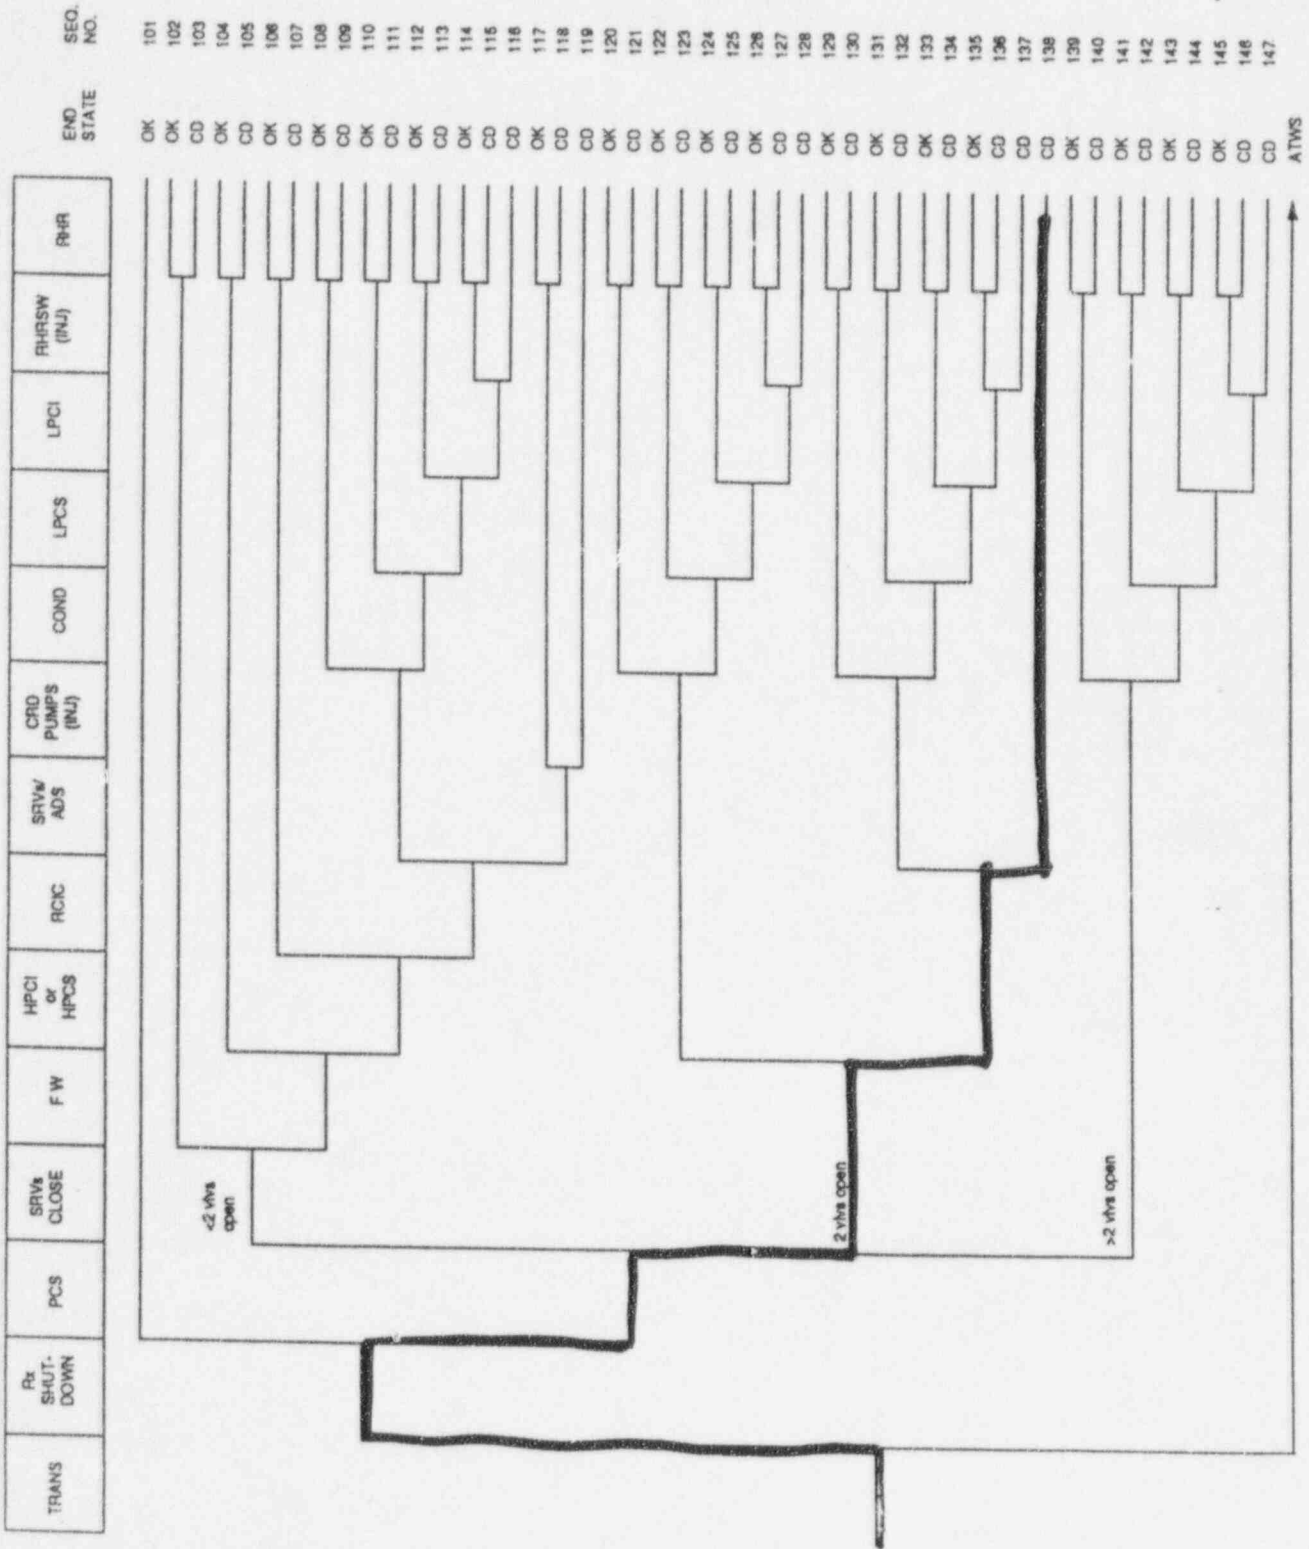 TRANS
Rx
SHUT-
DOWN
PCS
SRVs
CLOSE
FW
HPCI
or
HPCS
RCIC
SRVs/
ADS
CRD
PUMPS
(INJ)
COND
LPCS
LPCI
RHRSW
(INJ)
RHR
END
STATE
SEQ.
NO.
OK 101
OK 102
CD 103
OK 104
CD 105
OK 106
CD 107
OK 108
CD 109
OK 110
CD 111
OK 112
CD 113
OK 114
CD 115
CD 116
OK 117
CD 118
CD 119
OK 120
CD 121
OK 122
CD 123
OK 124
CD 125
OK 126
CD 127
CD 128
OK 129
CD 130
OK 131
CD 132
OK 133
CD 134
OK 135
CD 136
CD 137
CD 138
OK 139
CD 140
OK 141
CD 142
OK 143
CD 144
OK 145
CD 146
CD 147
ATWS
<2 vlvs
open
2 vlvs open
>2 vlvs open